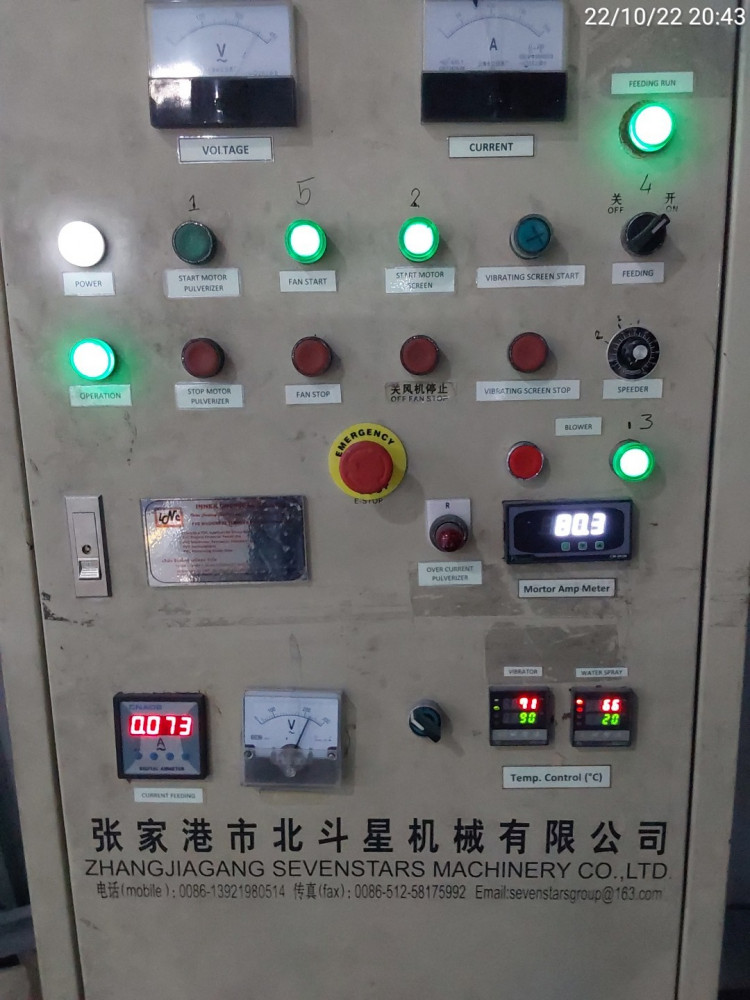 22/10/22 20:43
V
A
FEEDING RUN
VOLTAGE
CURRENT
1
5
2
4
关 开
OFF ON
POWER
START MOTOR
PULVERIZER
FAN START
START MOTOR
SCREEN
VIBRATING SCREEN START
FEEDING
OPERATION
STOP MOTOR
PULVERIZER
FAN STOP
关风机停止
OFF FAN STOP
VIBRATING SCREEN STOP
SPEEDER
BLOWER
3
EMERGENCY
E-STOP
R
80.3
OVER CURRENT
PULVERIZER
Mortor Amp Meter
VIBRATOR
WATER SPRAY
0.073
A
DIGITAL AMMETER
V
91
90
66
20
CURRENT FEEDING
Temp. Control (°C)
张家港市北斗星机械有限公司
ZHANGJIAGANG SEVENSTARS MACHINERY CO.,LTD
电话(mobile): 0086-13921980514 传真(fax): 0086-512-58175992 Email:sevenstarsgroup@163.com